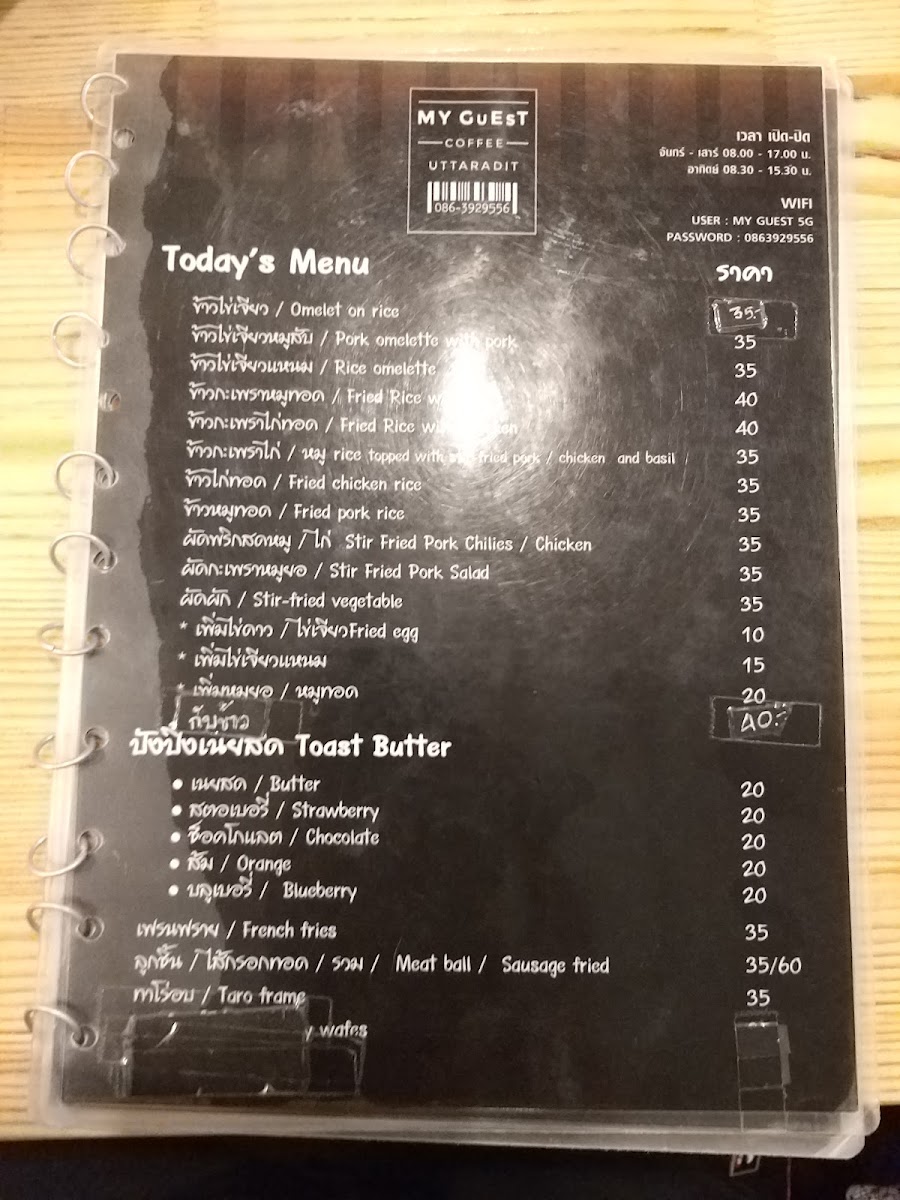 MY GuEST
COFFEE
UTTARADIT
086-3929556
เวลา เปิด-ปิด
จันทร์ - เสาร์ 08.00 - 17.00 น.
อาทิตย์ 08.30 - 15.30 น.
WIFI
USER : MY GUEST 5G
PASSWORD : 0863929556
Today's Menu ราคา
ข้าวไข่เจียว / Omelet on rice 35.-
ข้าวไข่เจียวหมูสับ / Pork omelette with pork 35
ข้าวไข่เจียวแหนม / Rice omelette 35
ข้าวกะเพราหมูทอด / Fried Rice 40
ข้าวกะเพราไก่ทอด / Fried Rice with chicken 40
ข้าวกะเพราไก่ / หมู rice topped with stir-fried pork / chicken and basil 35
ข้าวไก่ทอด / Fried chicken rice 35
ข้าวหมูทอด / Fried pork rice 35
ผัดพริกสดหมู / ไก่ Stir Fried Pork Chilies / Chicken 35
ผัดกะเพราหมูยอ / Stir Fried Pork Salad 35
ผัดผัก / Stir-fried vegetable 35
* เพิ่มไข่ดาว / ไข่เจียวFried egg 10
* เพิ่มไข่เจียวแหนม 15
* เพิ่มหมูยอ / หมูทอด 20
กับข้าว 40.-
ปังปิ้งเนยสด Toast Butter
• เนยสด / Butter 20
• สตอเบอรี่ / Strawberry 20
• ช็อคโกแลต / Chocolate 20
• ส้ม / Orange 20
• บลูเบอรี่ / Blueberry 20
เฟรนฟราย / French fries 35
ลูกชิ้น / ไส้กรอกทอด / รวม / Meat ball / Sausage fried 35/60
ทาโร่อบ / Taro frame 35
y wafes